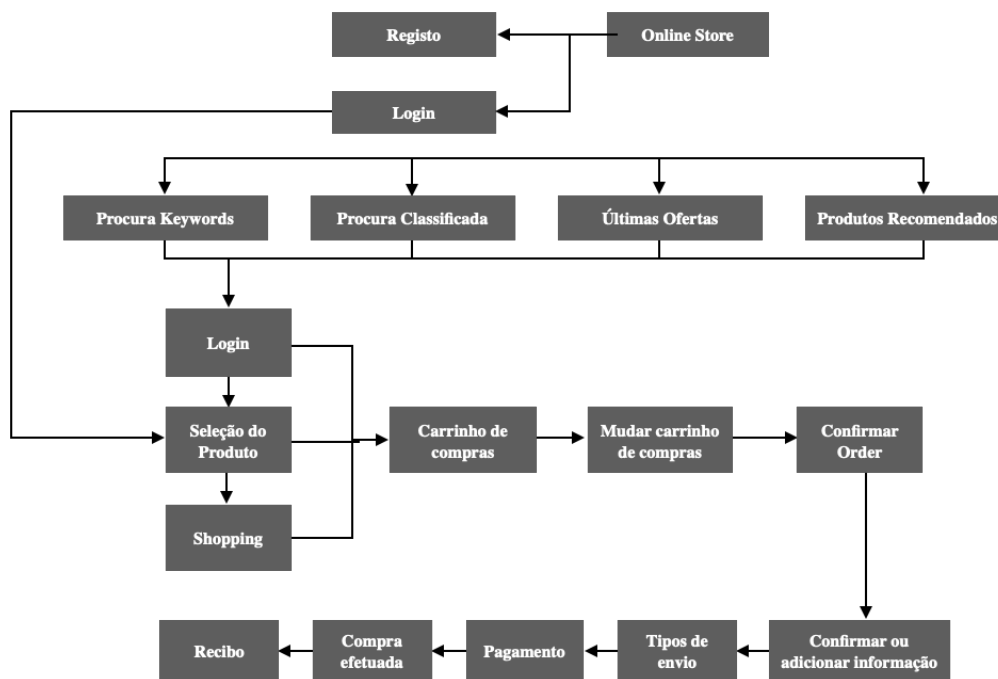 Registo
Online Store
Login
Procura Keywords
Procura Classificada
Últimas Ofertas
Produtos Recomendados
Login
Seleção do
Produto
Carrinho de
compras
Mudar carrinho
de compras
Confirmar
Order
Shopping
Recibo
Compra
efetuada
Pagamento
Tipos de
envio
Confirmar ou
adicionar informação